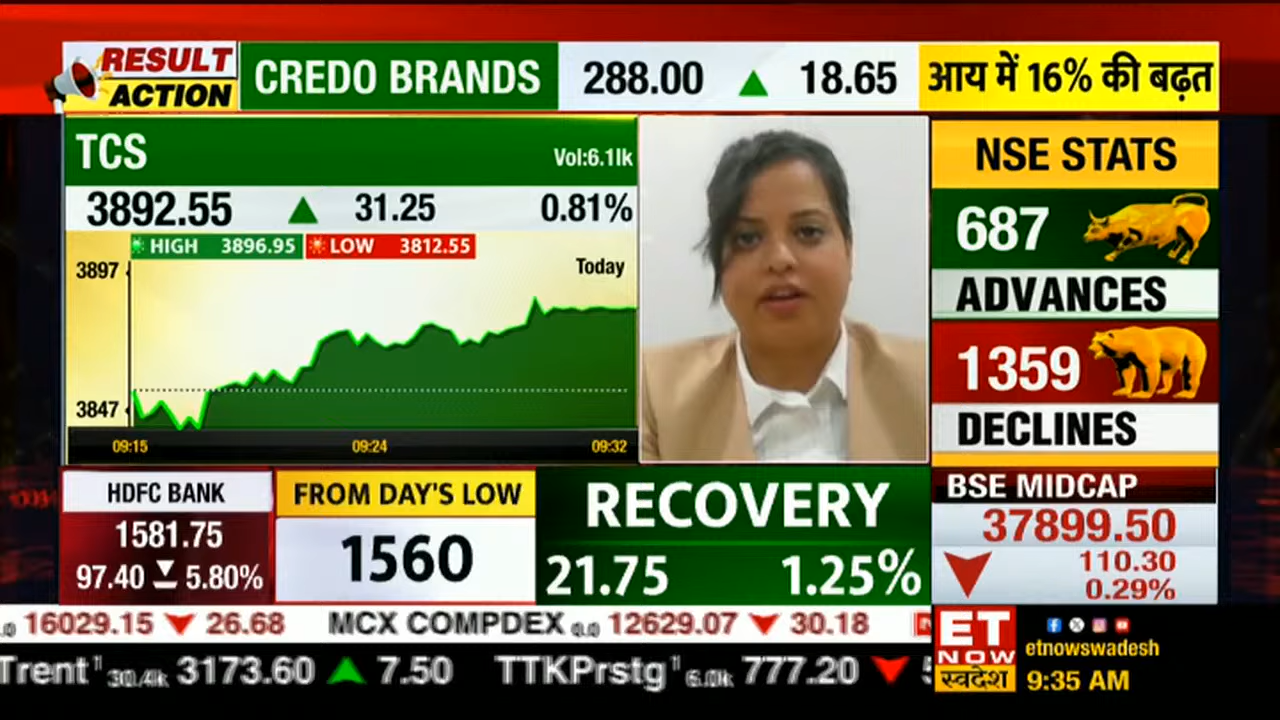 RESULT
ACTION
CREDO BRANDS
288.00 ▲ 18.65
आय में 16% की बढ़त
TCS
Vol:6.1lk
3892.55 ▲ 31.25 0.81%
HIGH 3896.95 LOW 3812.55
3897
Today
3847
09:15 09:24 09:32
NSE STATS
687
ADVANCES
1359
DECLINES
HDFC BANK
1581.75
97.40 5.80%
FROM DAY'S LOW
1560
RECOVERY
21.75 1.25%
BSE MIDCAP
37899.50
110.30
0.29%
16029.15 ▼ 26.68 MCX COMPDEX 0.0 12629.07 ▼ 30.18
Trent 30.4k 3173.60 ▲ 7.50 TTKPrstg 6.0k 777.20 ▼
ET
NOW
स्वदेश
etnowswadesh
9:35 AM